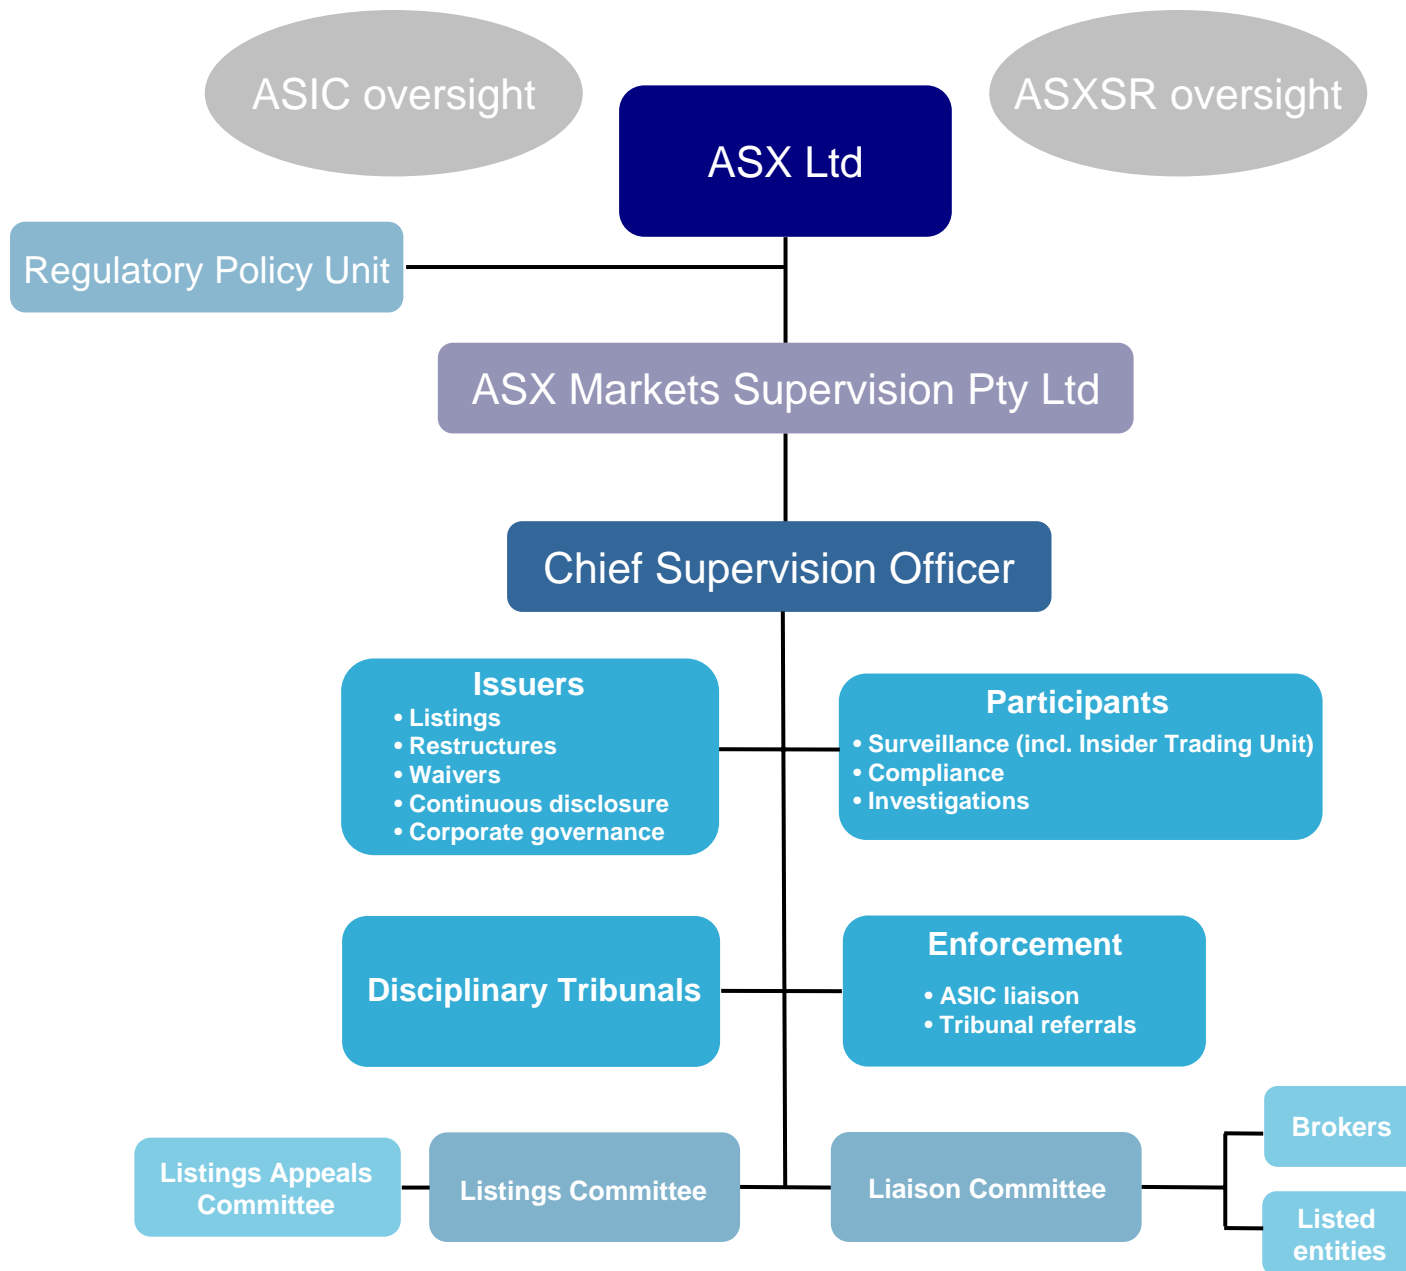 ASIC oversight
ASXSR oversight
ASX Ltd
Regulatory Policy Unit
ASX Markets Supervision Pty Ltd
Chief Supervision Officer
Issuers
• Listings
• Restructures
• Waivers
• Continuous disclosure
• Corporate governance
Participants
• Surveillance (incl. Insider Trading Unit)
• Compliance
• Investigations
Disciplinary Tribunals
Enforcement
• ASIC liaison
• Tribunal referrals
Listings Appeals
Committee
Listings Committee
Liaison Committee
Brokers
Listed
entities